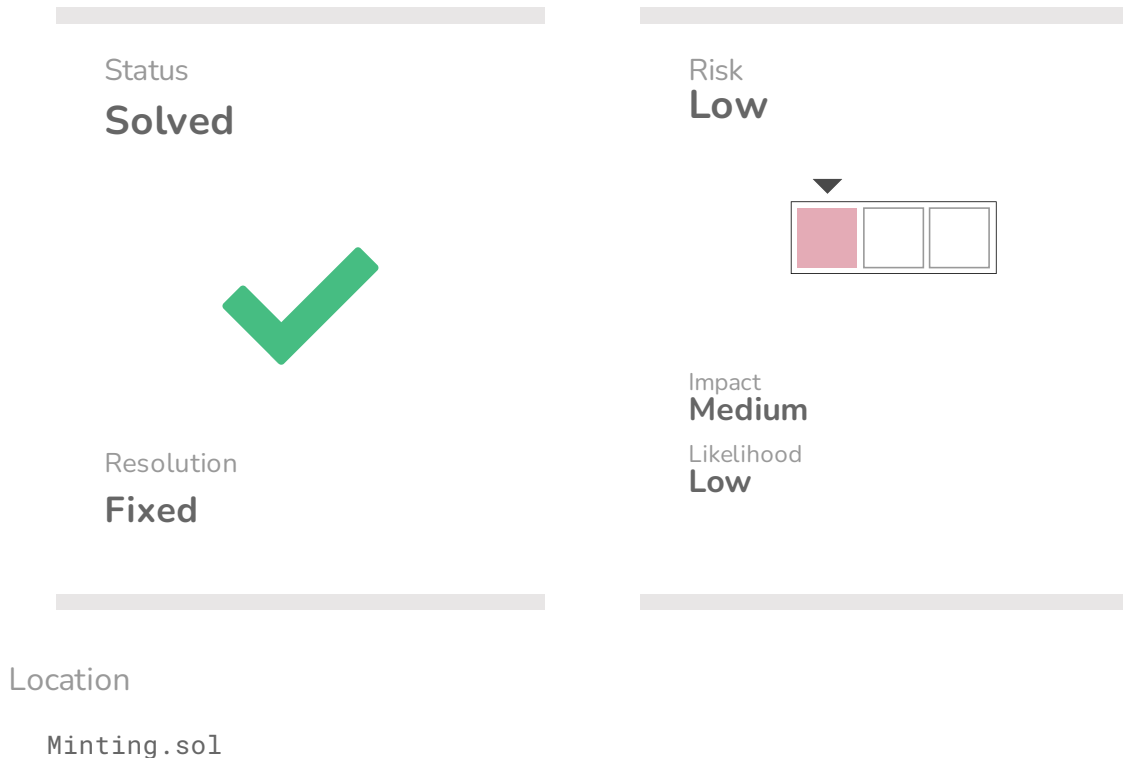 Status
Solved
Resolution
Fixed
Risk
Low
Impact
Medium
Likelihood
Low
Location
Minting.sol